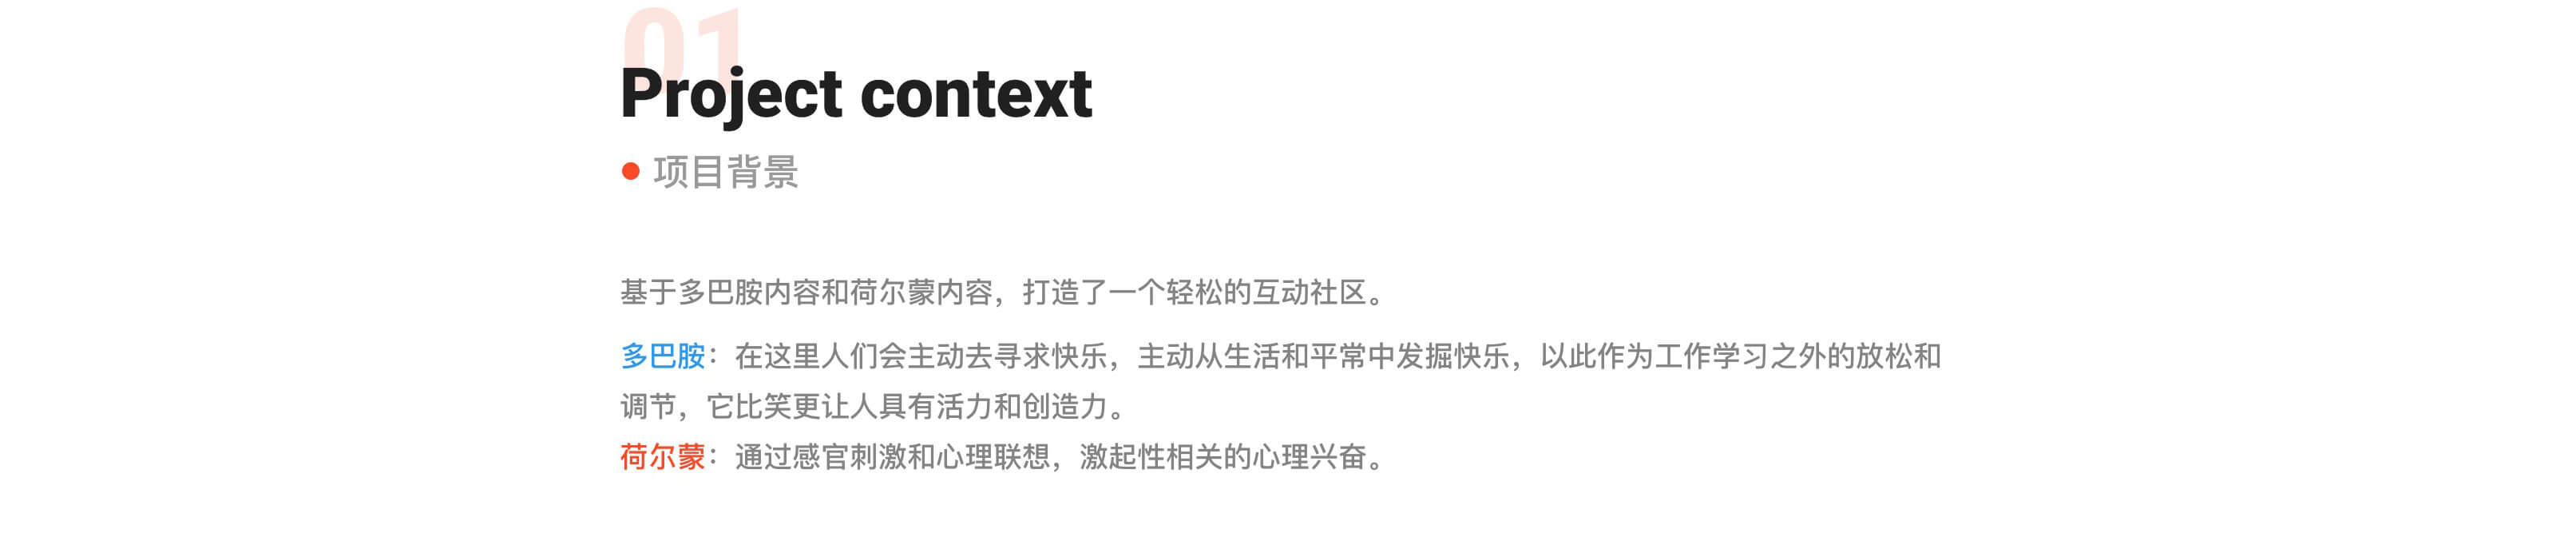 01
Project context
项目背景
基于多巴胺内容和荷尔蒙内容，打造了一个轻松的互动社区。
多巴胺：在这里人们会主动去寻求快乐，主动从生活和平常中发掘快乐，以此作为工作学习之外的放松和
调节，它比笑更让人具有活力和创造力。
荷尔蒙：通过感官刺激和心理联想，激起性相关的心理兴奋。